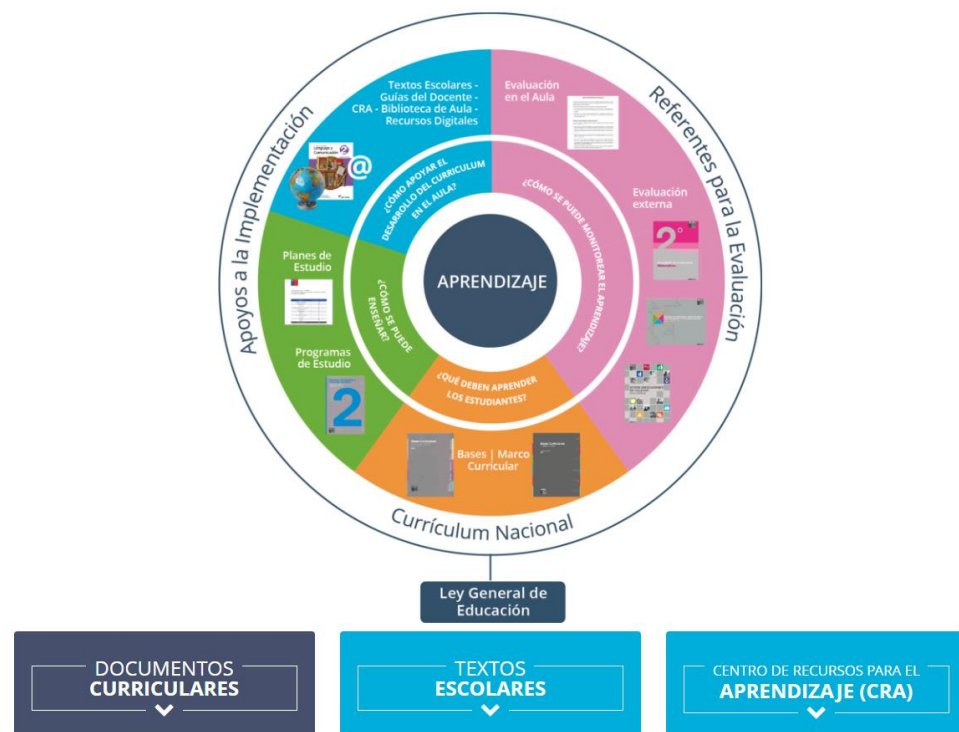 Apoyos a la Implementación
Referentes para la Evaluación
Textos Escolares -
Guías del Docente -
CRA - Biblioteca de Aula -
Recursos Digitales
@
Evaluación
en el Aula
¿CÓMO APOYAR EL
DESARROLLO DEL CURRICULUM
EN EL AULA?
¿CÓMO SE PUEDE MONITOREAR EL APRENDIZAJE?
Evaluación
externa
2°
Planes de
Estudio
¿CÓMO SE PUEDE
ENSEÑAR?
APRENDIZAJE
Programas
de Estudio
2
¿QUÉ DEBEN APRENDER
LOS ESTUDIANTES?
Bases | Marco
Curricular
Currículum Nacional
Ley General de
Educación
DOCUMENTOS
CURRICULARES
TEXTOS
ESCOLARES
CENTRO DE RECURSOS PARA EL
APRENDIZAJE (CRA)